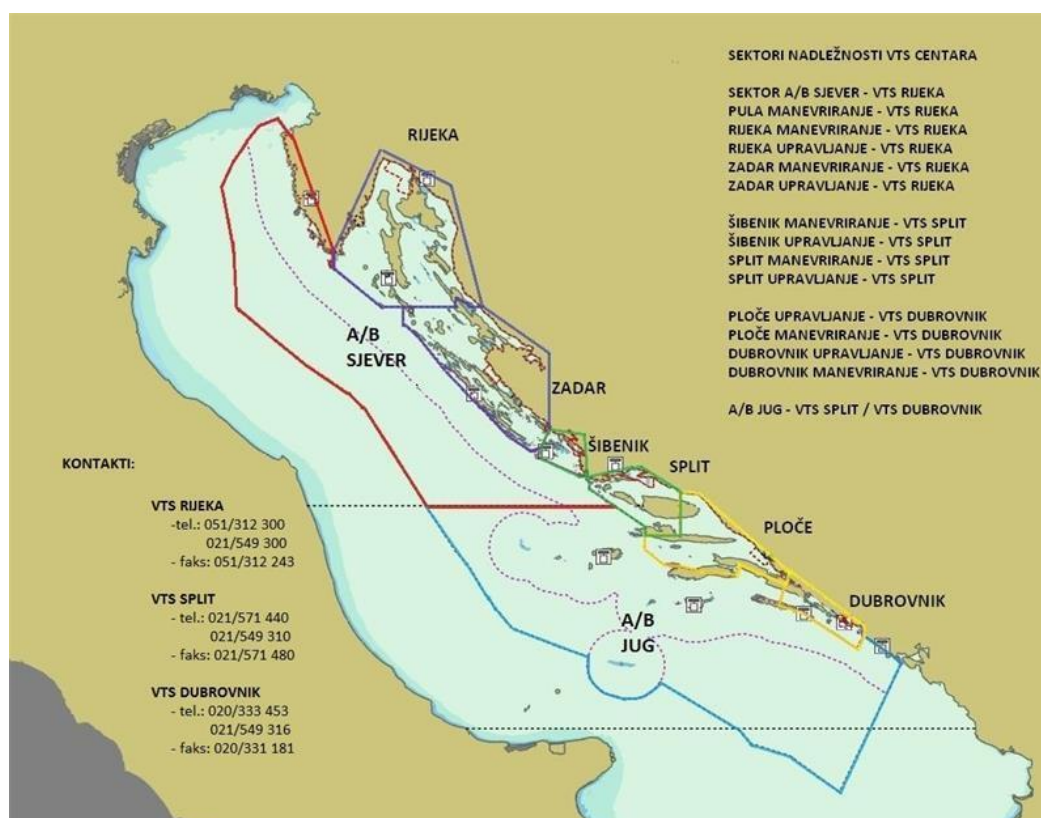 SEKTORI NADLEŽNOSTI VTS CENTARA
SEKTOR A/B SJEVER - VTS RIJEKA
PULA MANEVRIRANJE - VTS RIJEKA
RIJEKA MANEVRIRANJE - VTS RIJEKA
RIJEKA UPRAVLJANJE - VTS RIJEKA
ZADAR MANEVRIRANJE - VTS RIJEKA
ZADAR UPRAVLJANJE - VTS RIJEKA
ŠIBENIK MANEVRIRANJE - VTS SPLIT
ŠIBENIK UPRAVLJANJE - VTS SPLIT
SPLIT MANEVRIRANJE - VTS SPLIT
SPLIT UPRAVLJANJE - VTS SPLIT
PLOČE UPRAVLJANJE - VTS DUBROVNIK
PLOČE MANEVRIRANJE - VTS DUBROVNIK
DUBROVNIK UPRAVLJANJE - VTS DUBROVNIK
DUBROVNIK MANEVRIRANJE - VTS DUBROVNIK
A/B JUG - VTS SPLIT / VTS DUBROVNIK
RIJEKA
A/B
SJEVER
ZADAR
ŠIBENIK
SPLIT
PLOČE
DUBROVNIK
A/B
JUG
KONTAKTI:
VTS RIJEKA
-tel.: 051/312 300
021/549 300
- faks: 051/312 243
VTS SPLIT
- tel.: 021/571 440
021/549 310
- faks: 021/571 480
VTS DUBROVNIK
- tel.: 020/333 453
021/549 316
- faks: 020/331 181